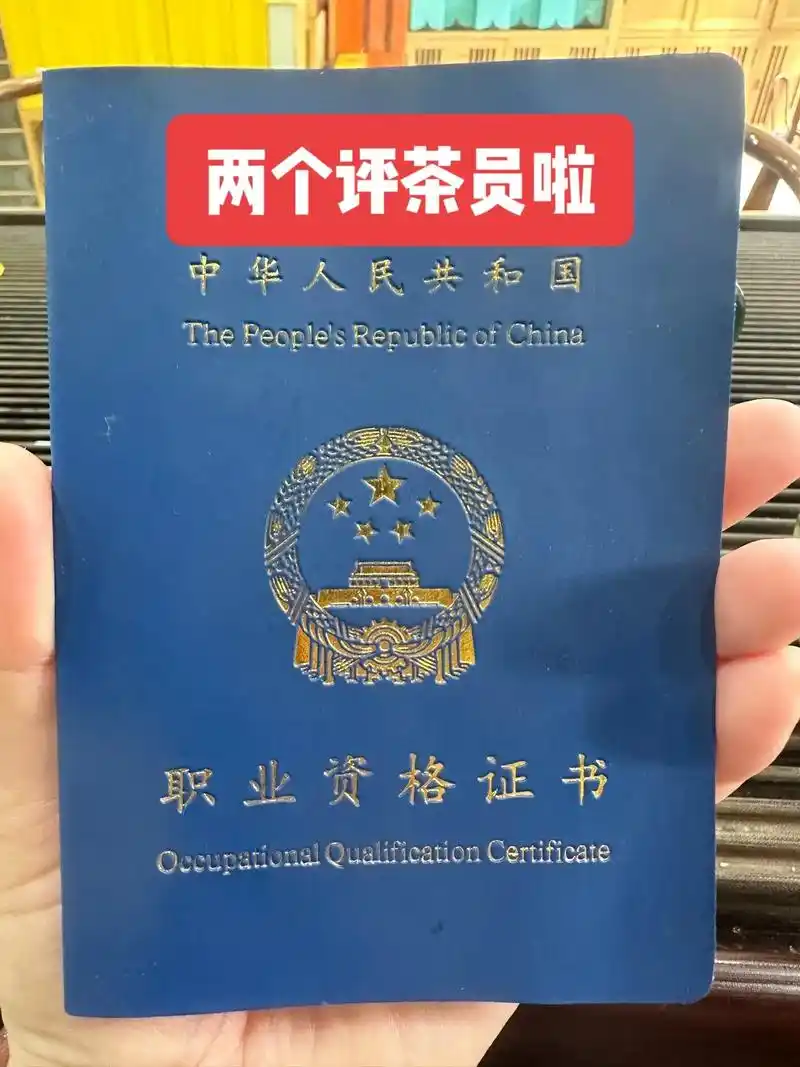 两个评茶员啦
中华人民共和国
The People's Republic of China
职业资格证书
Occupational Qualification Certificate